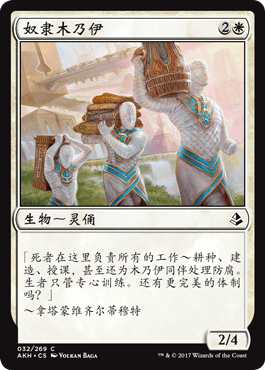 奴隶木乃伊 2
生物～灵俑
「死者在这里负责所有的工作～耕种、建
造、授课，甚至还为木乃伊同伴处理防腐。
生者只管专心训练。还有更完美的体制
吗？」
～拿塔蒙维齐尔蒂穆特
2/4
032/269 C
AKH • CS VOLKAN BAGA
™ & © 2017 Wizards of the Coast